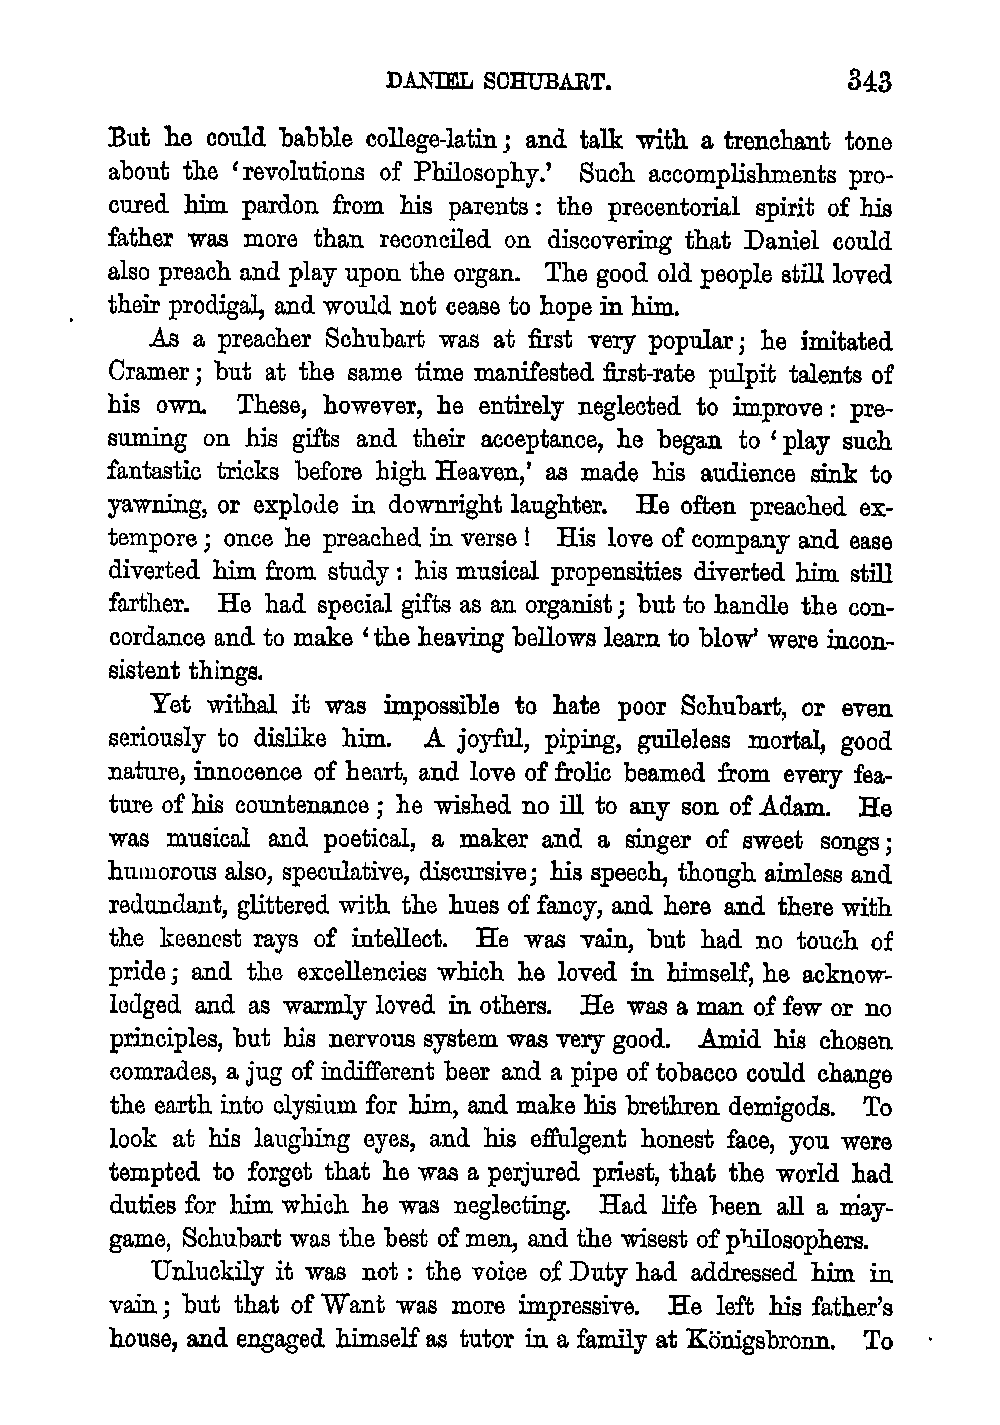 DANIEL SCHUBART. 343
But he could babble college-latin; and talk with a trenchant tone
about the ‘revolutions of Philosophy.’ Such accomplishments pro-
cured him pardon from his parents: the precentorial spirit of his
father was more than reconciled on discovering that Daniel could
also preach and play upon the organ. The good old people still loved
their prodigal, and would not cease to hope in him.
As a preacher Schubart was at first very popular; he imitated
Cramer; but at the same time manifested first-rate pulpit talents of
his own. These, however, he entirely neglected to improve: pre-
suming on his gifts and their acceptance, he began to ‘play such
fantastic tricks before high Heaven,’ as made his audience sink to
yawning, or explode in downright laughter. He often preached ex-
tempore; once he preached in verse! His love of company and ease
diverted him from study: his musical propensities diverted him still
farther. He had special gifts as an organist; but to handle the con-
cordance and to make ‘the heaving bellows learn to blow’ were incon-
sistent things.
Yet withal it was impossible to hate poor Schubart, or even
seriously to dislike him. A joyful, piping, guileless mortal, good
nature, innocence of heart, and love of frolic beamed from every fea-
ture of his countenance; he wished no ill to any son of Adam. He
was musical and poetical, a maker and a singer of sweet songs;
humorous also, speculative, discursive; his speech, though aimless and
redundant, glittered with the hues of fancy, and here and there with
the keenest rays of intellect. He was vain, but had no touch of
pride; and the excellencies which he loved in himself, he acknow-
ledged and as warmly loved in others. He was a man of few or no
principles, but his nervous system was very good. Amid his chosen
comrades, a jug of indifferent beer and a pipe of tobacco could change
the earth into elysium for him, and make his brethren demigods. To
look at his laughing eyes, and his effulgent honest face, you were
tempted to forget that he was a perjured priest, that the world had
duties for him which he was neglecting. Had life been all a may-
game, Schubart was the best of men, and the wisest of philosophers.
Unluckily it was not: the voice of Duty had addressed him in
vain; but that of Want was more impressive. He left his father’s
house, and engaged himself as tutor in a family at Königsbronn. To